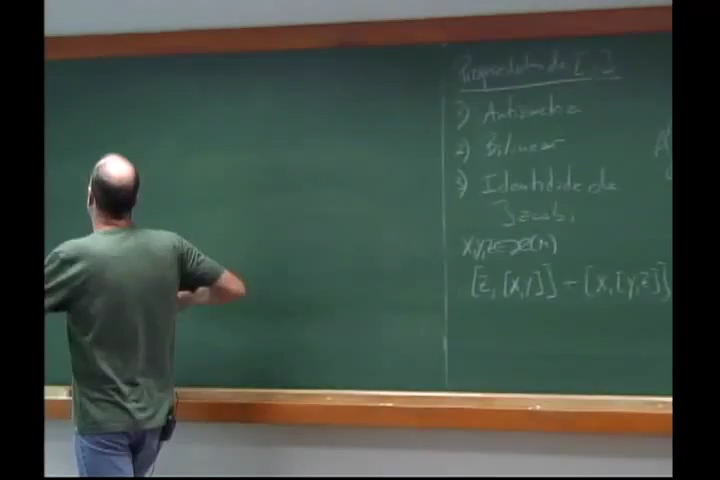 Propriedades de [ , ]
1) Antisimetria
2) Bilinear
3) Identidade de
Jacobi
X,Y,Z ∈ 𝔛(M)
[Z,[X,Y]] + [X,[Y,Z]]